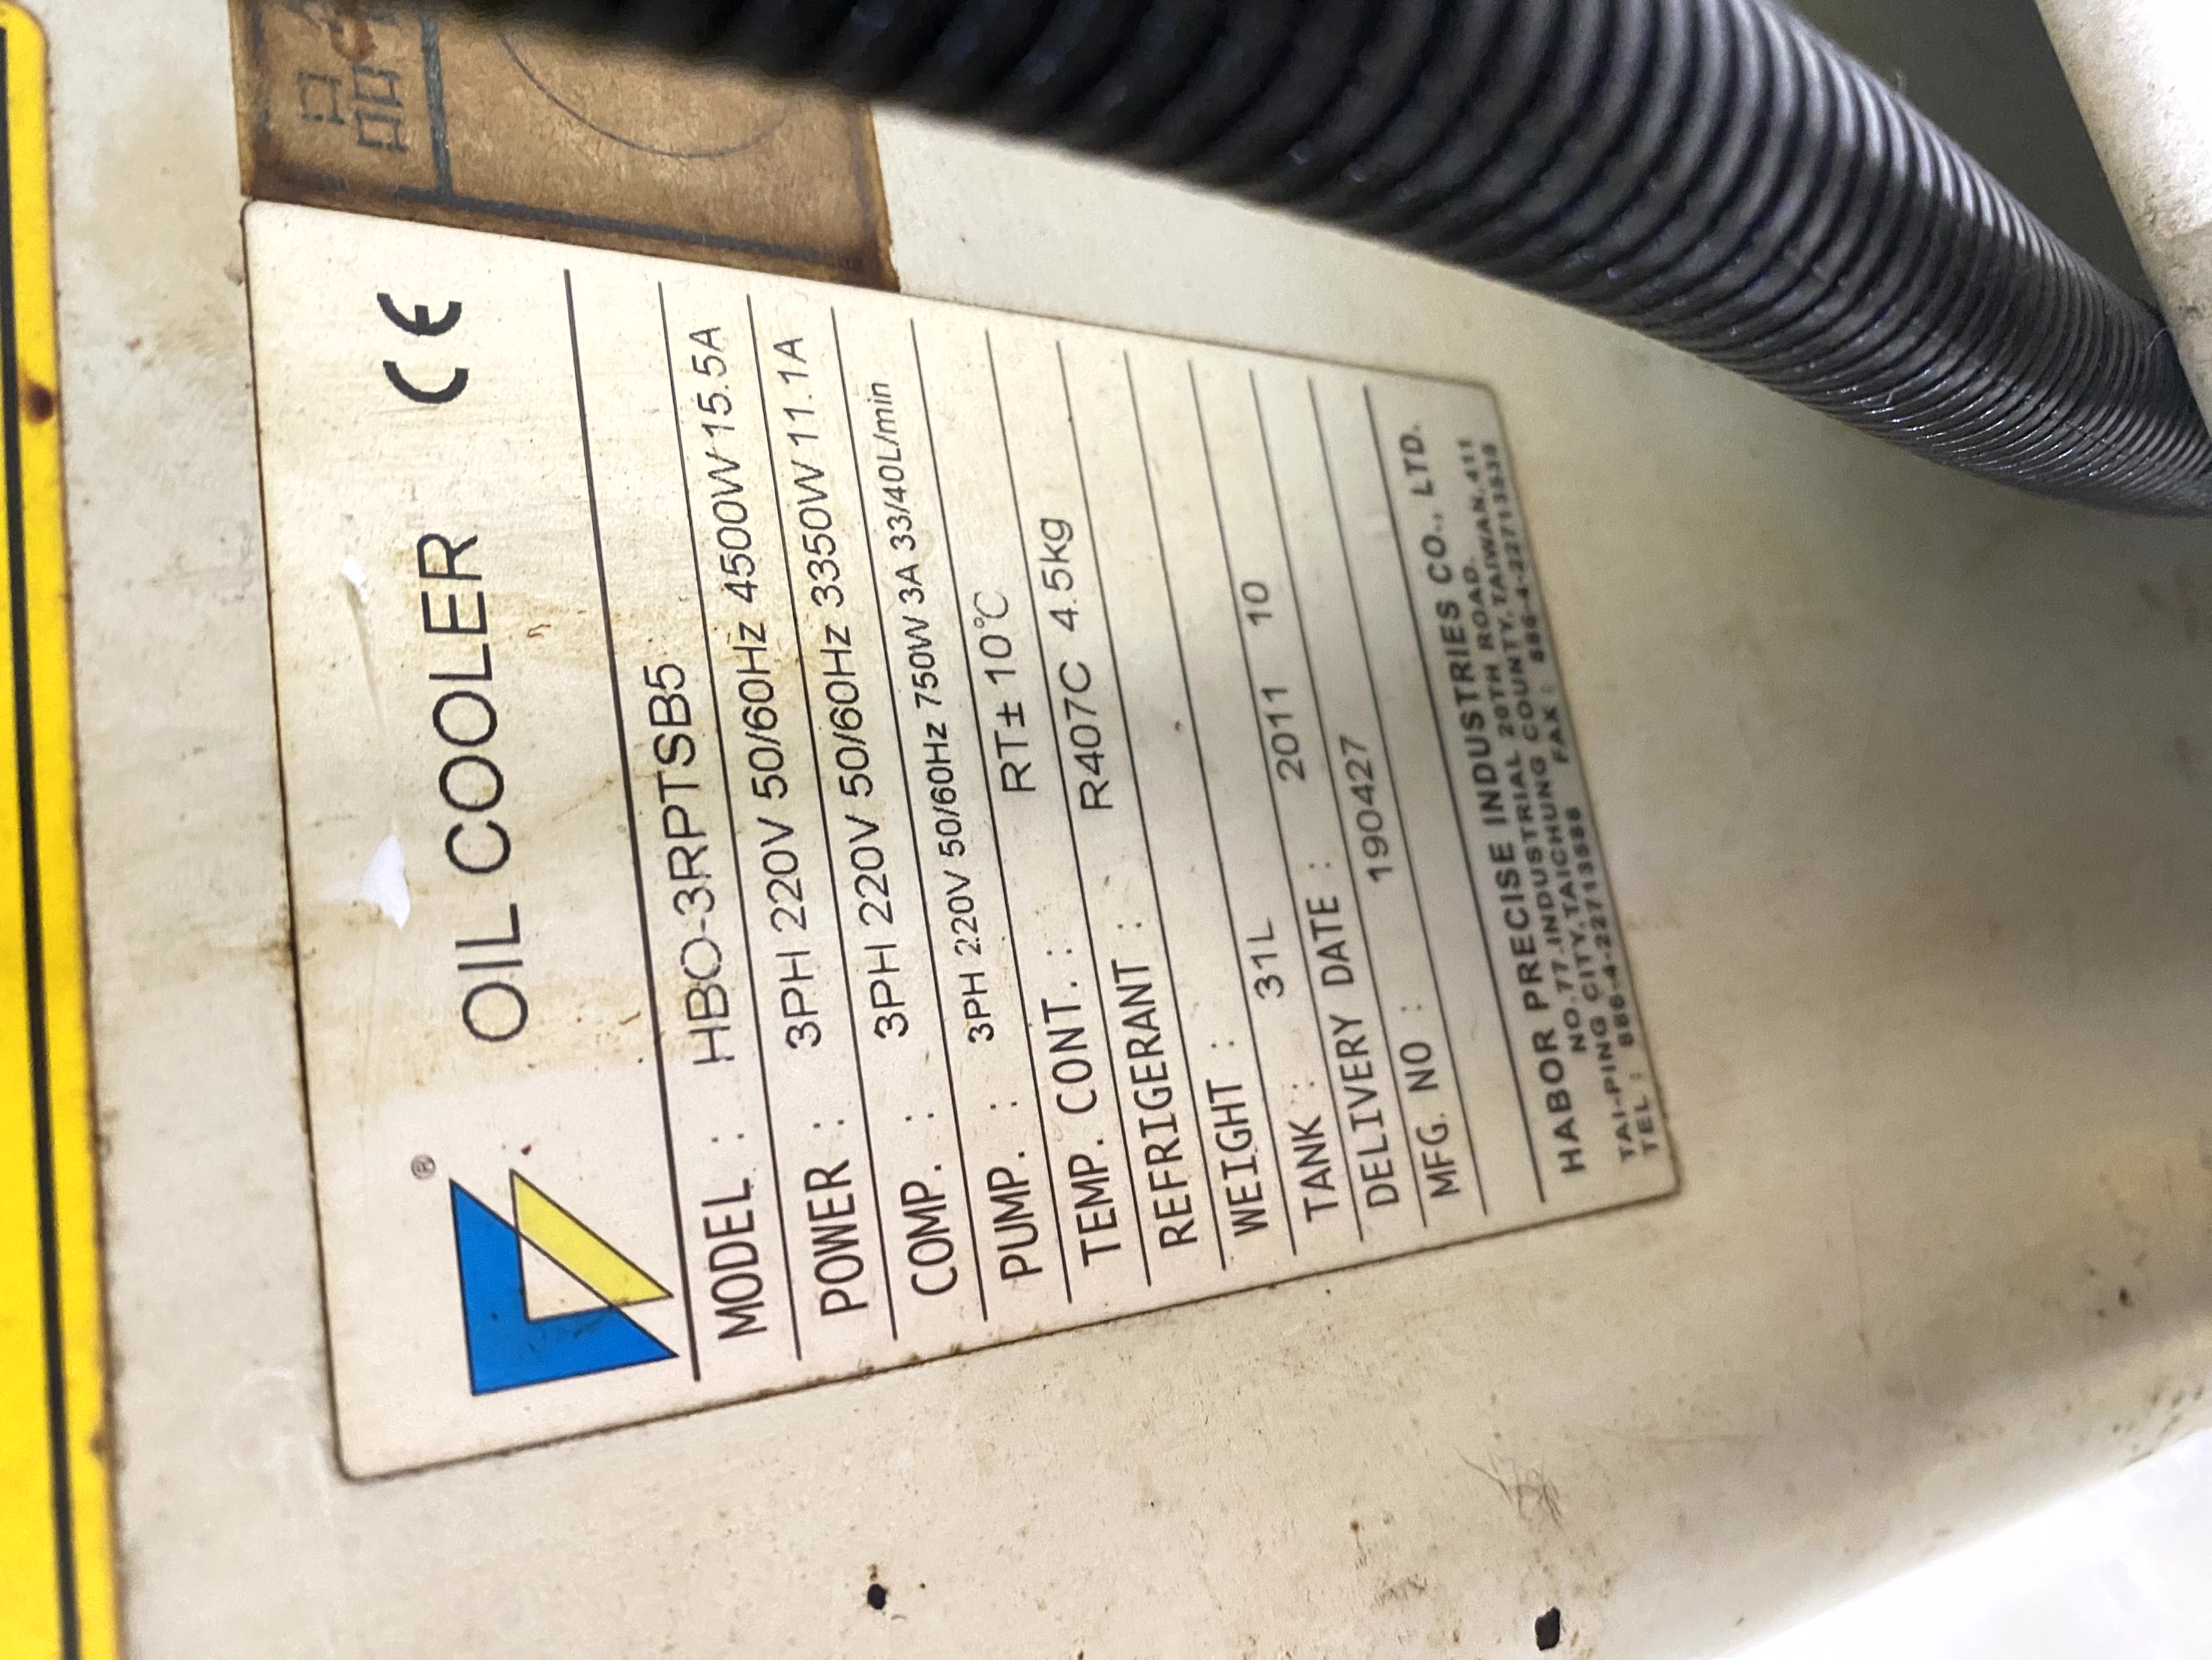 ®
OIL COOLER CE
MODEL : HBO-3RPTSB5
POWER : 3PH 220V 50/60Hz 4500W 15.5A
COMP. : 3PH 220V 50/60Hz 3350W 11.1A
PUMP. : 3PH 220V 50/60Hz 750W 3A 33/40L/min
TEMP. CONT. : RT± 10℃
REFRIGERANT : R407C 4.5kg
WEIGHT :
TANK : 31L
DELIVERY DATE : 2011 10
MFG. NO : 190427
HABOR PRECISE INDUSTRIES CO., LTD.
NO.77.INDUSTRIAL 20TH ROAD.
TAI-PING CITY,TAICHUNG COUNTY,TAIWAN,411
TEL : 886-4-22713588 FAX : 886-4-22713535
品